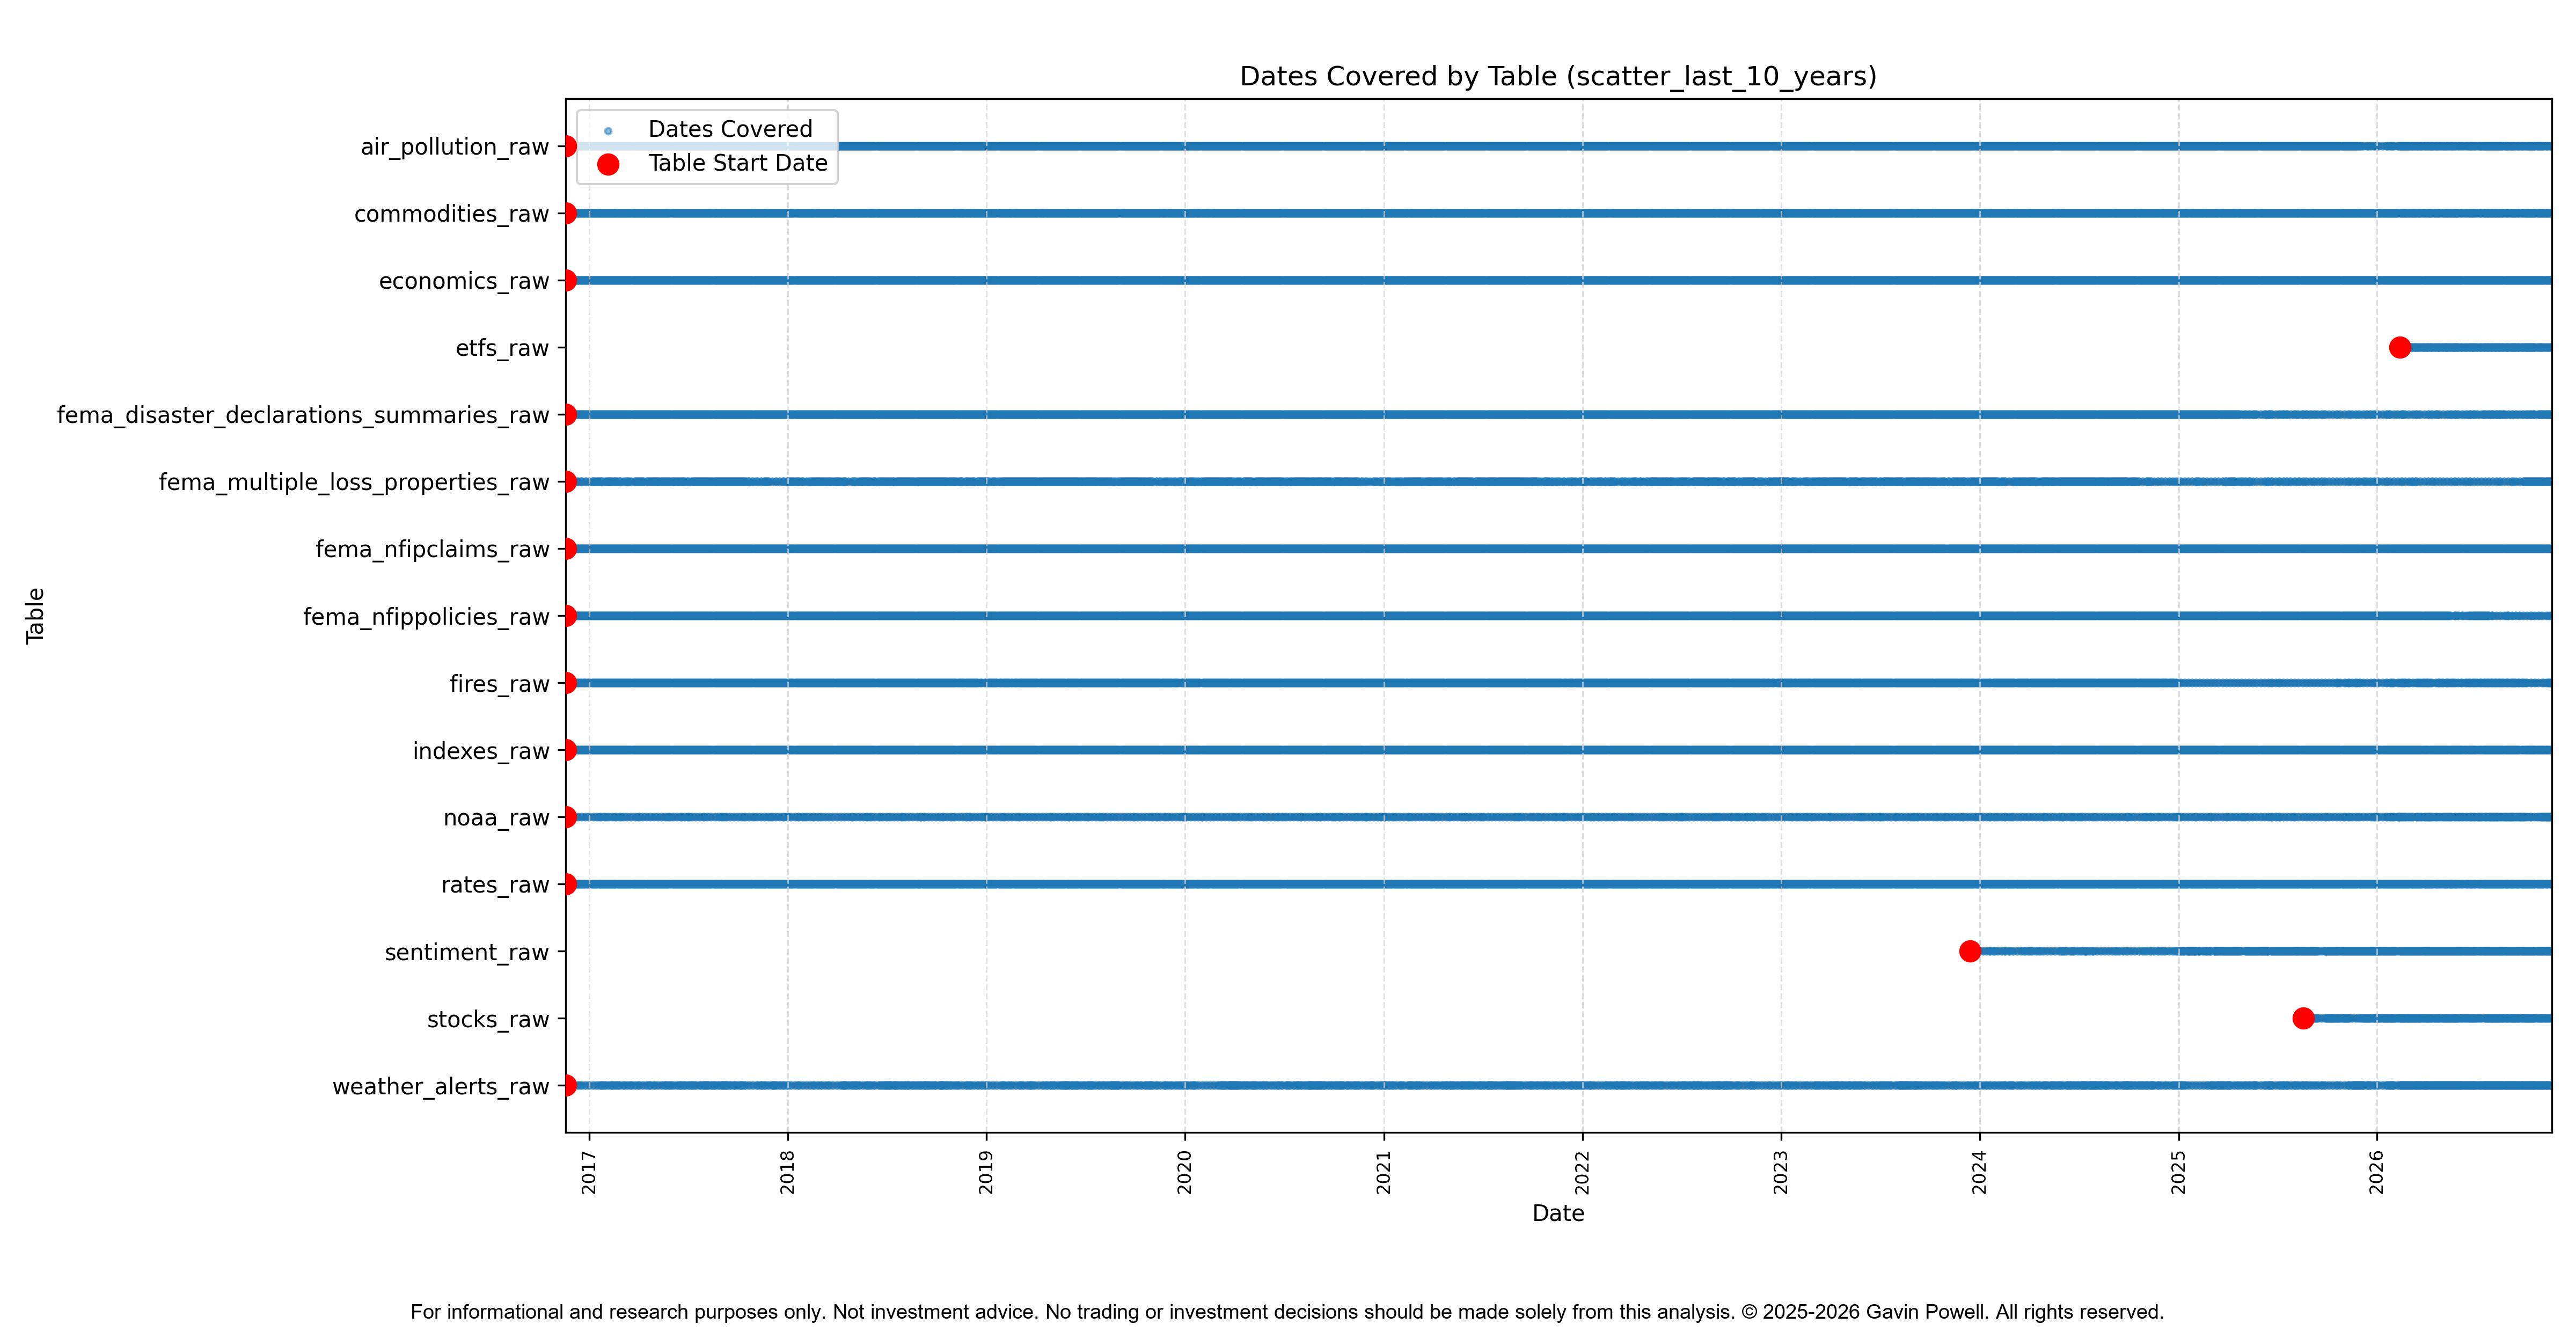 Dates Covered by Table (scatter_last_10_years)
Dates Covered
Table Start Date
air_pollution_raw
commodities_raw
economics_raw
etfs_raw
fema_disaster_declarations_summaries_raw
fema_multiple_loss_properties_raw
fema_nfipclaims_raw
fema_nfippolicies_raw
fires_raw
indexes_raw
noaa_raw
rates_raw
sentiment_raw
stocks_raw
weather_alerts_raw
Table
2017
2018
2019
2020
2021
2022
2023
2024
2025
2026
Date
For informational and research purposes only. Not investment advice. No trading or investment decisions should be made solely from this analysis. © 2025-2026 Gavin Powell. All rights reserved.